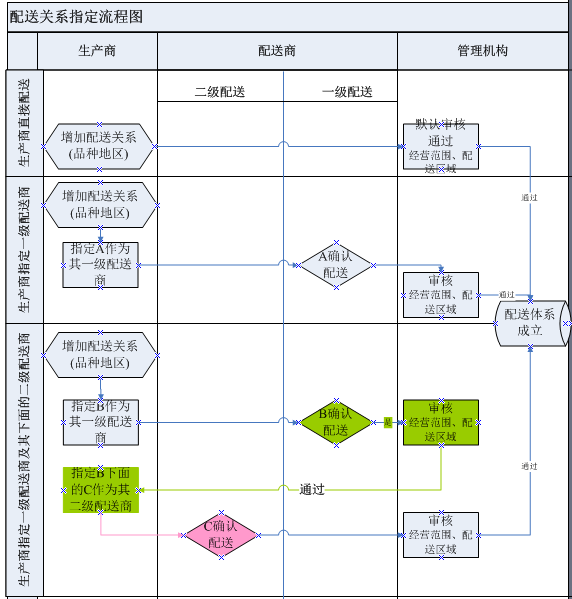 配送关系指定流程图
生产商
配送商
管理机构
二级配送
一级配送
生产商直接配送
增加配送关系
(品种地区)
默认审核
通过
经营范围、配
送区域
通过
生产商指定一级配送商
增加配送关系
(品种地区)
指定A作为
其一级配送
商
A确认
配送
审核
经营范围、配
送区域
通过
配送体系
成立
生产商指定一级配送商及其下面的二级配送商
增加配送关系
(品种地区)
指定B作为
其一级配送
商
B确认
配送
是
审核
经营范围、配
送区域
指定B下面
的C作为其
二级配送商
通过
通过
C确认
配送
审核
经营范围、配
送区域